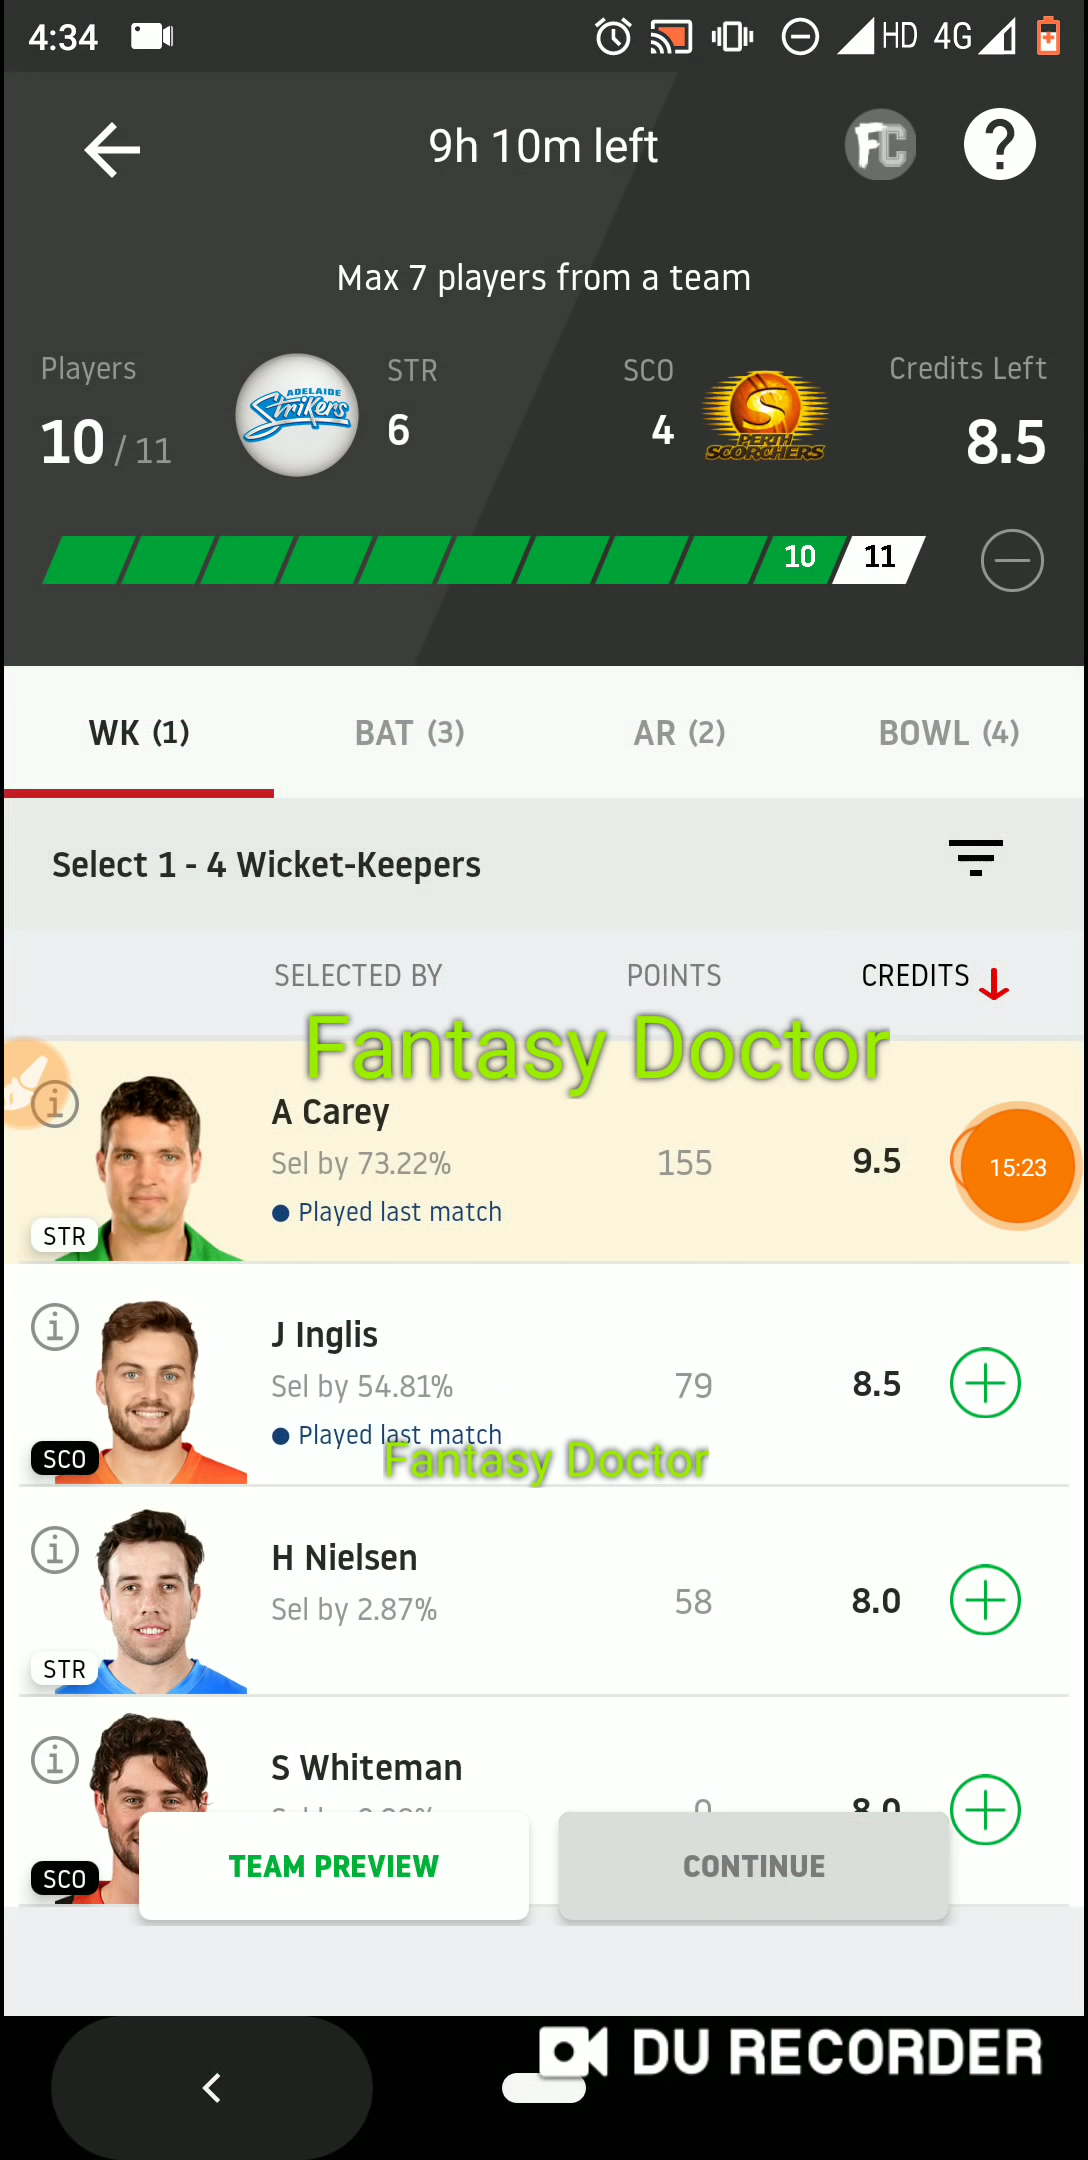 4:34 HD 4G
9h 10m left FC ?
Max 7 players from a team
Players STR SCO Credits Left
ADELAIDE
Strikers
PERTH
SCORCHERS
10 / 11 6 4 8.5
10 11
WK (1) BAT (3) AR (2) BOWL (4)
Select 1 - 4 Wicket-Keepers
SELECTED BY POINTS CREDITS
Fantasy Doctor
A Carey
Sel by 73.22% 155 9.5 15:23
Played last match
STR
J Inglis
Sel by 54.81% 79 8.5
Played last match
SCO
Fantasy Doctor
H Nielsen
Sel by 2.87% 58 8.0
STR
S Whiteman
8.0
SCO
TEAM PREVIEW CONTINUE
DU RECORDER